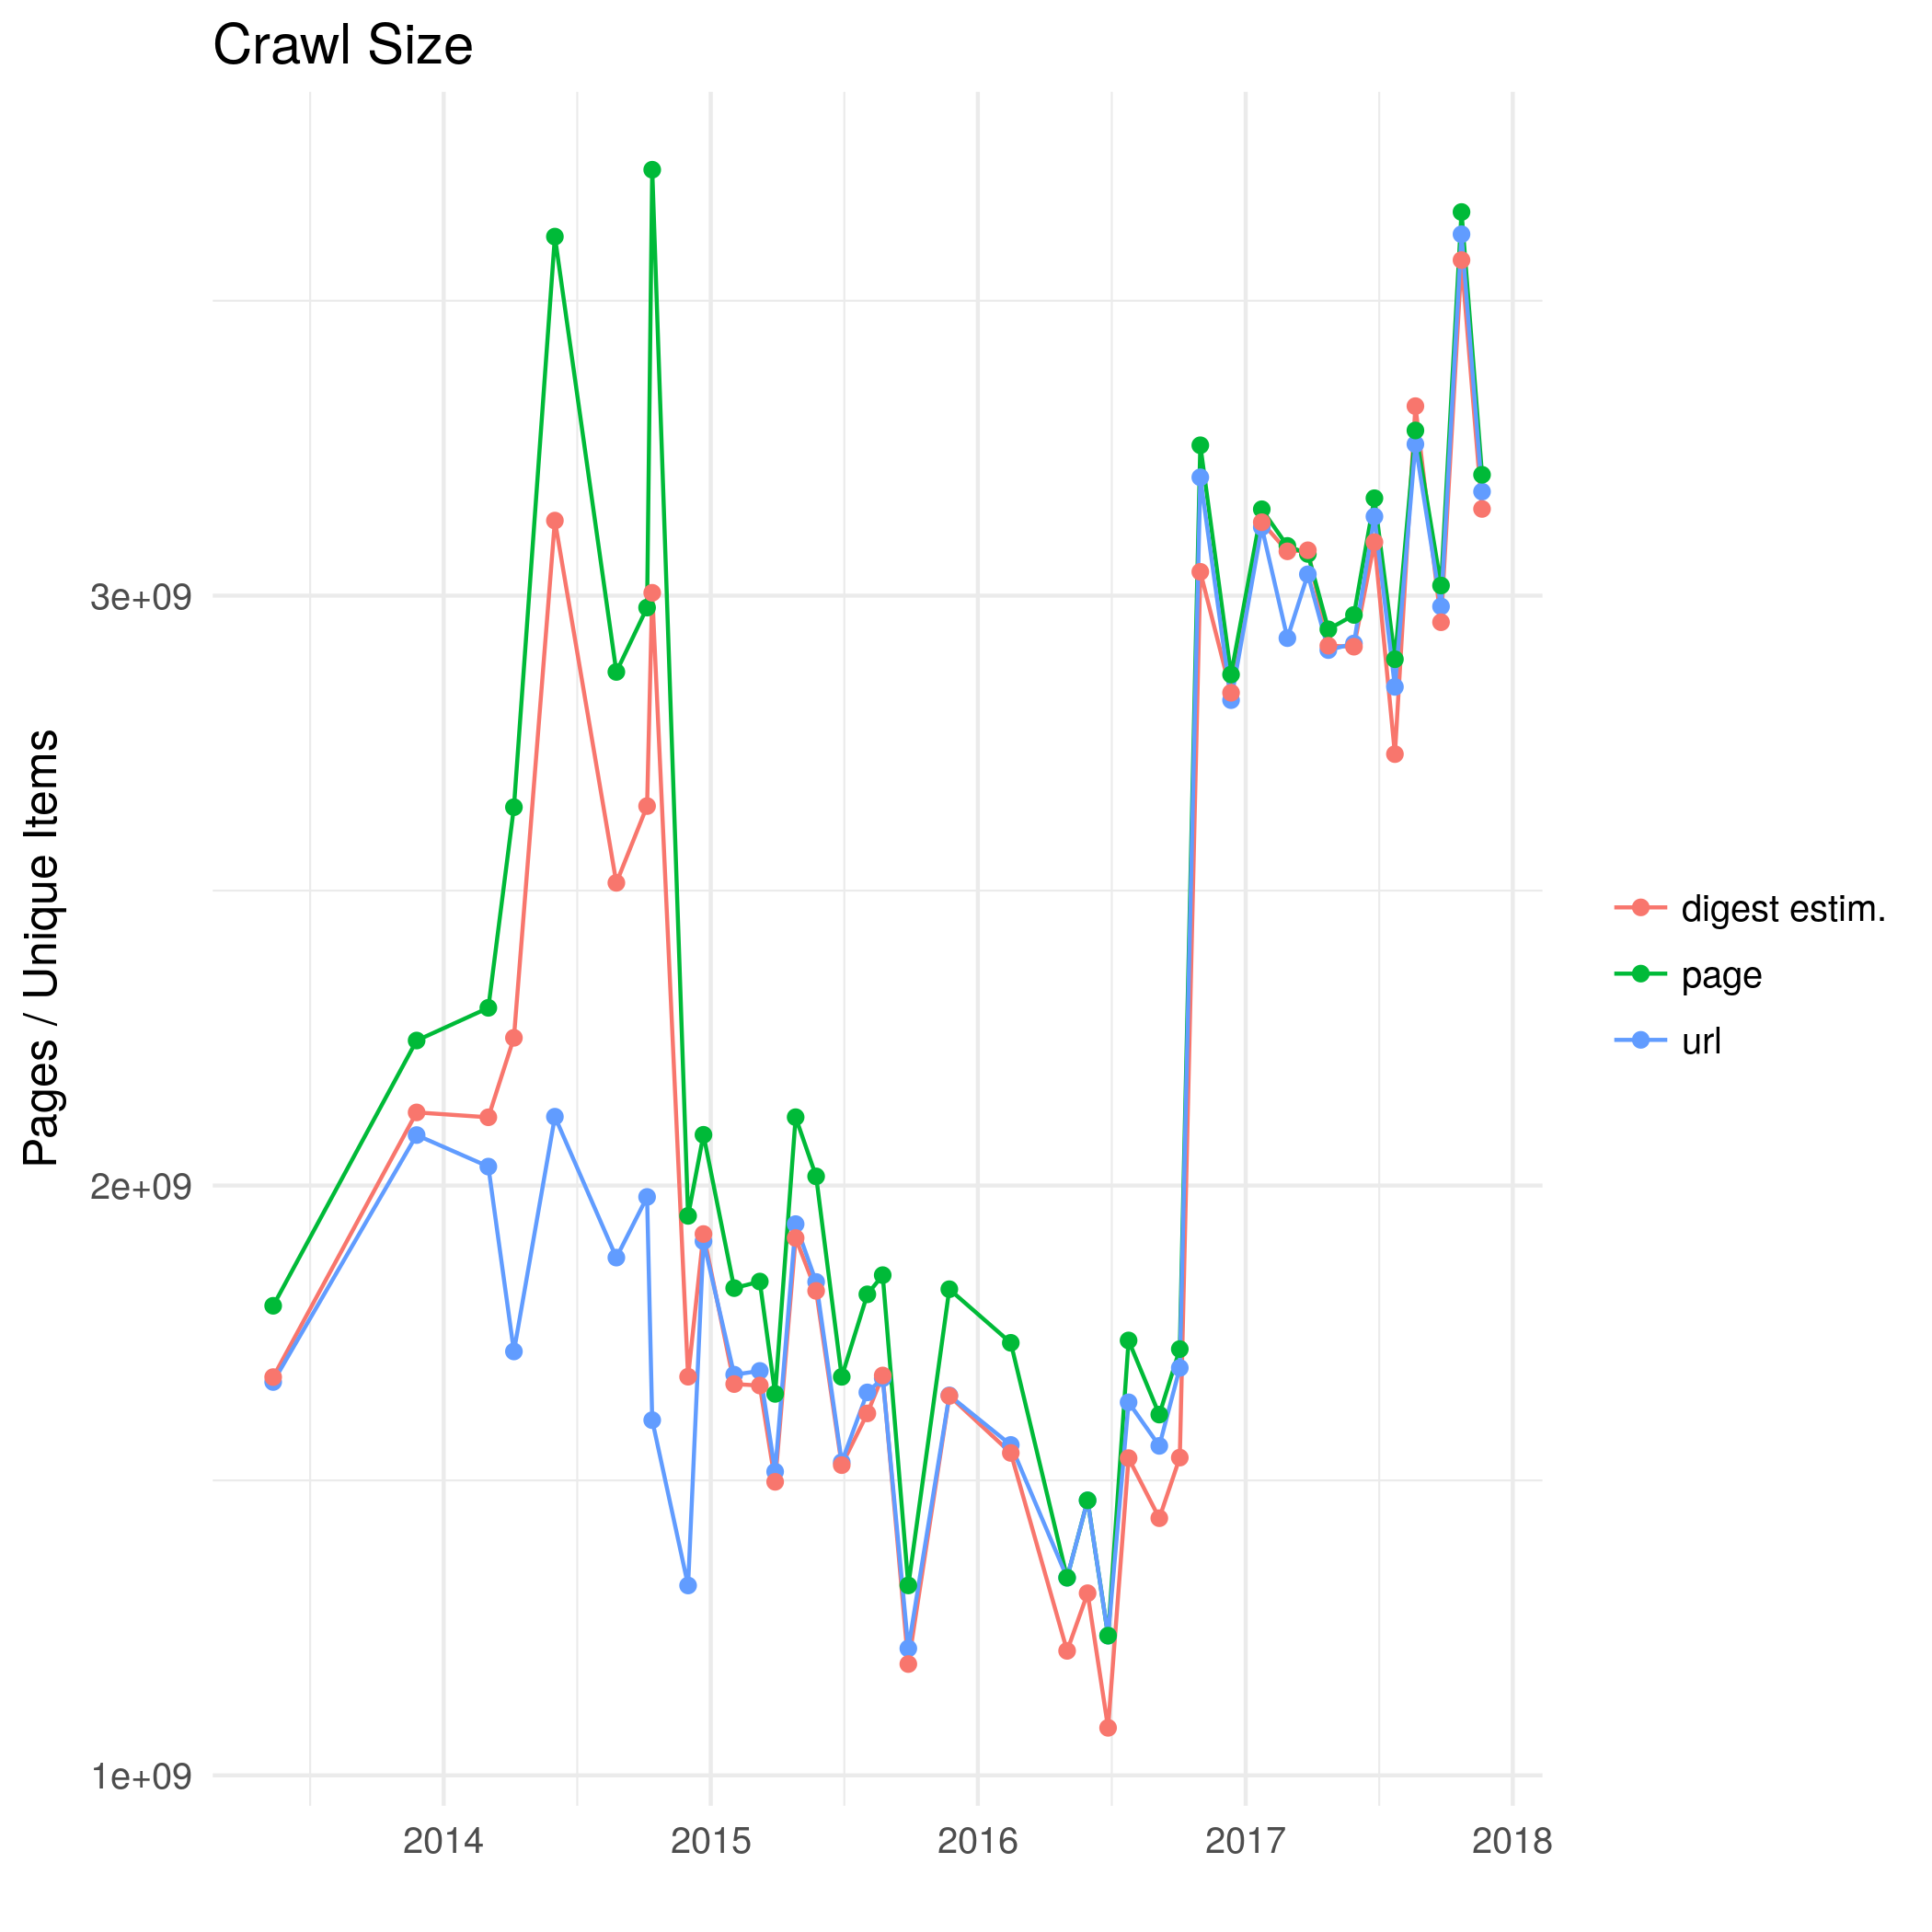 Crawl Size
Pages / Unique Items
3e+09
2e+09
1e+09
2014
2015
2016
2017
2018
digest estim.
page
url